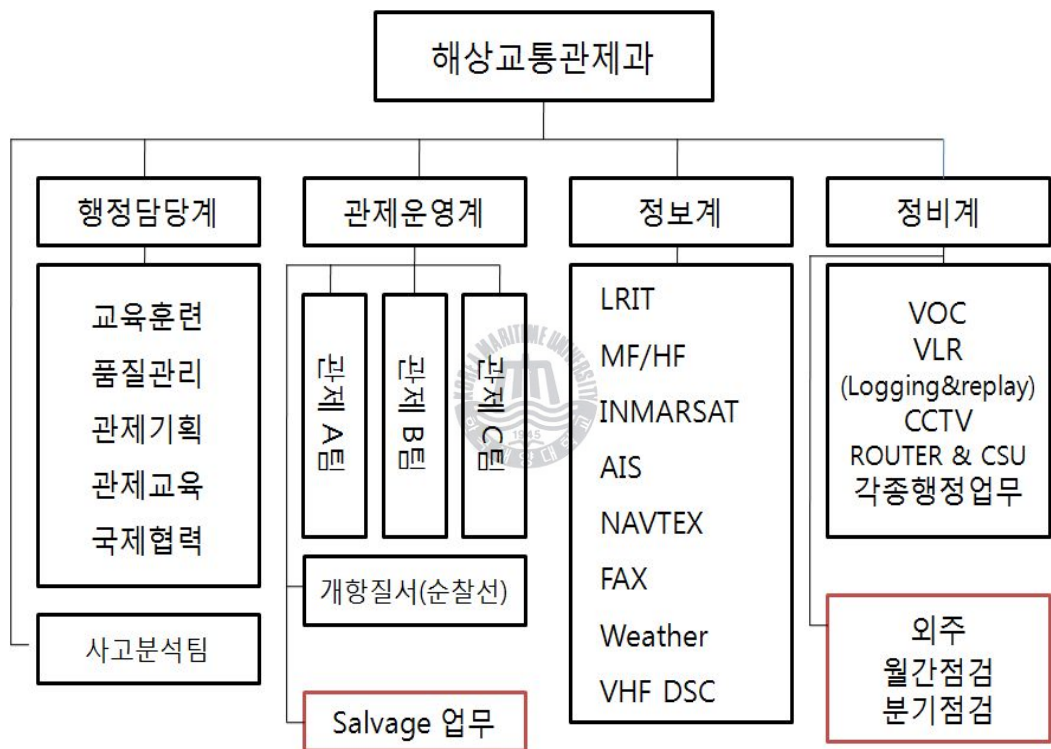 해상교통관제과
행정담당계
교육훈련
품질관리
관제기획
관제교육
국제협력
사고분석팀
관제운영계
관제 A팀
관제 B팀
관제 C팀
개항질서(순찰선)
Salvage 업무
정보계
LRIT
MF/HF
INMARSAT
AIS
NAVTEX
FAX
Weather
VHF DSC
정비계
VOC
VLR
(Logging&replay)
CCTV
ROUTER & CSU
각종행정업무
외주
월간점검
분기점검
KOREA MARITIME UNIVERSITY
1945